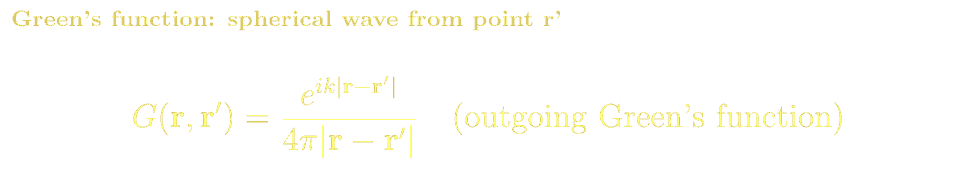 Green's function: spherical wave from point r'
G(r, r′) = e^{ik|r−r′|} / 4π|r − r′| (outgoing Green's function)